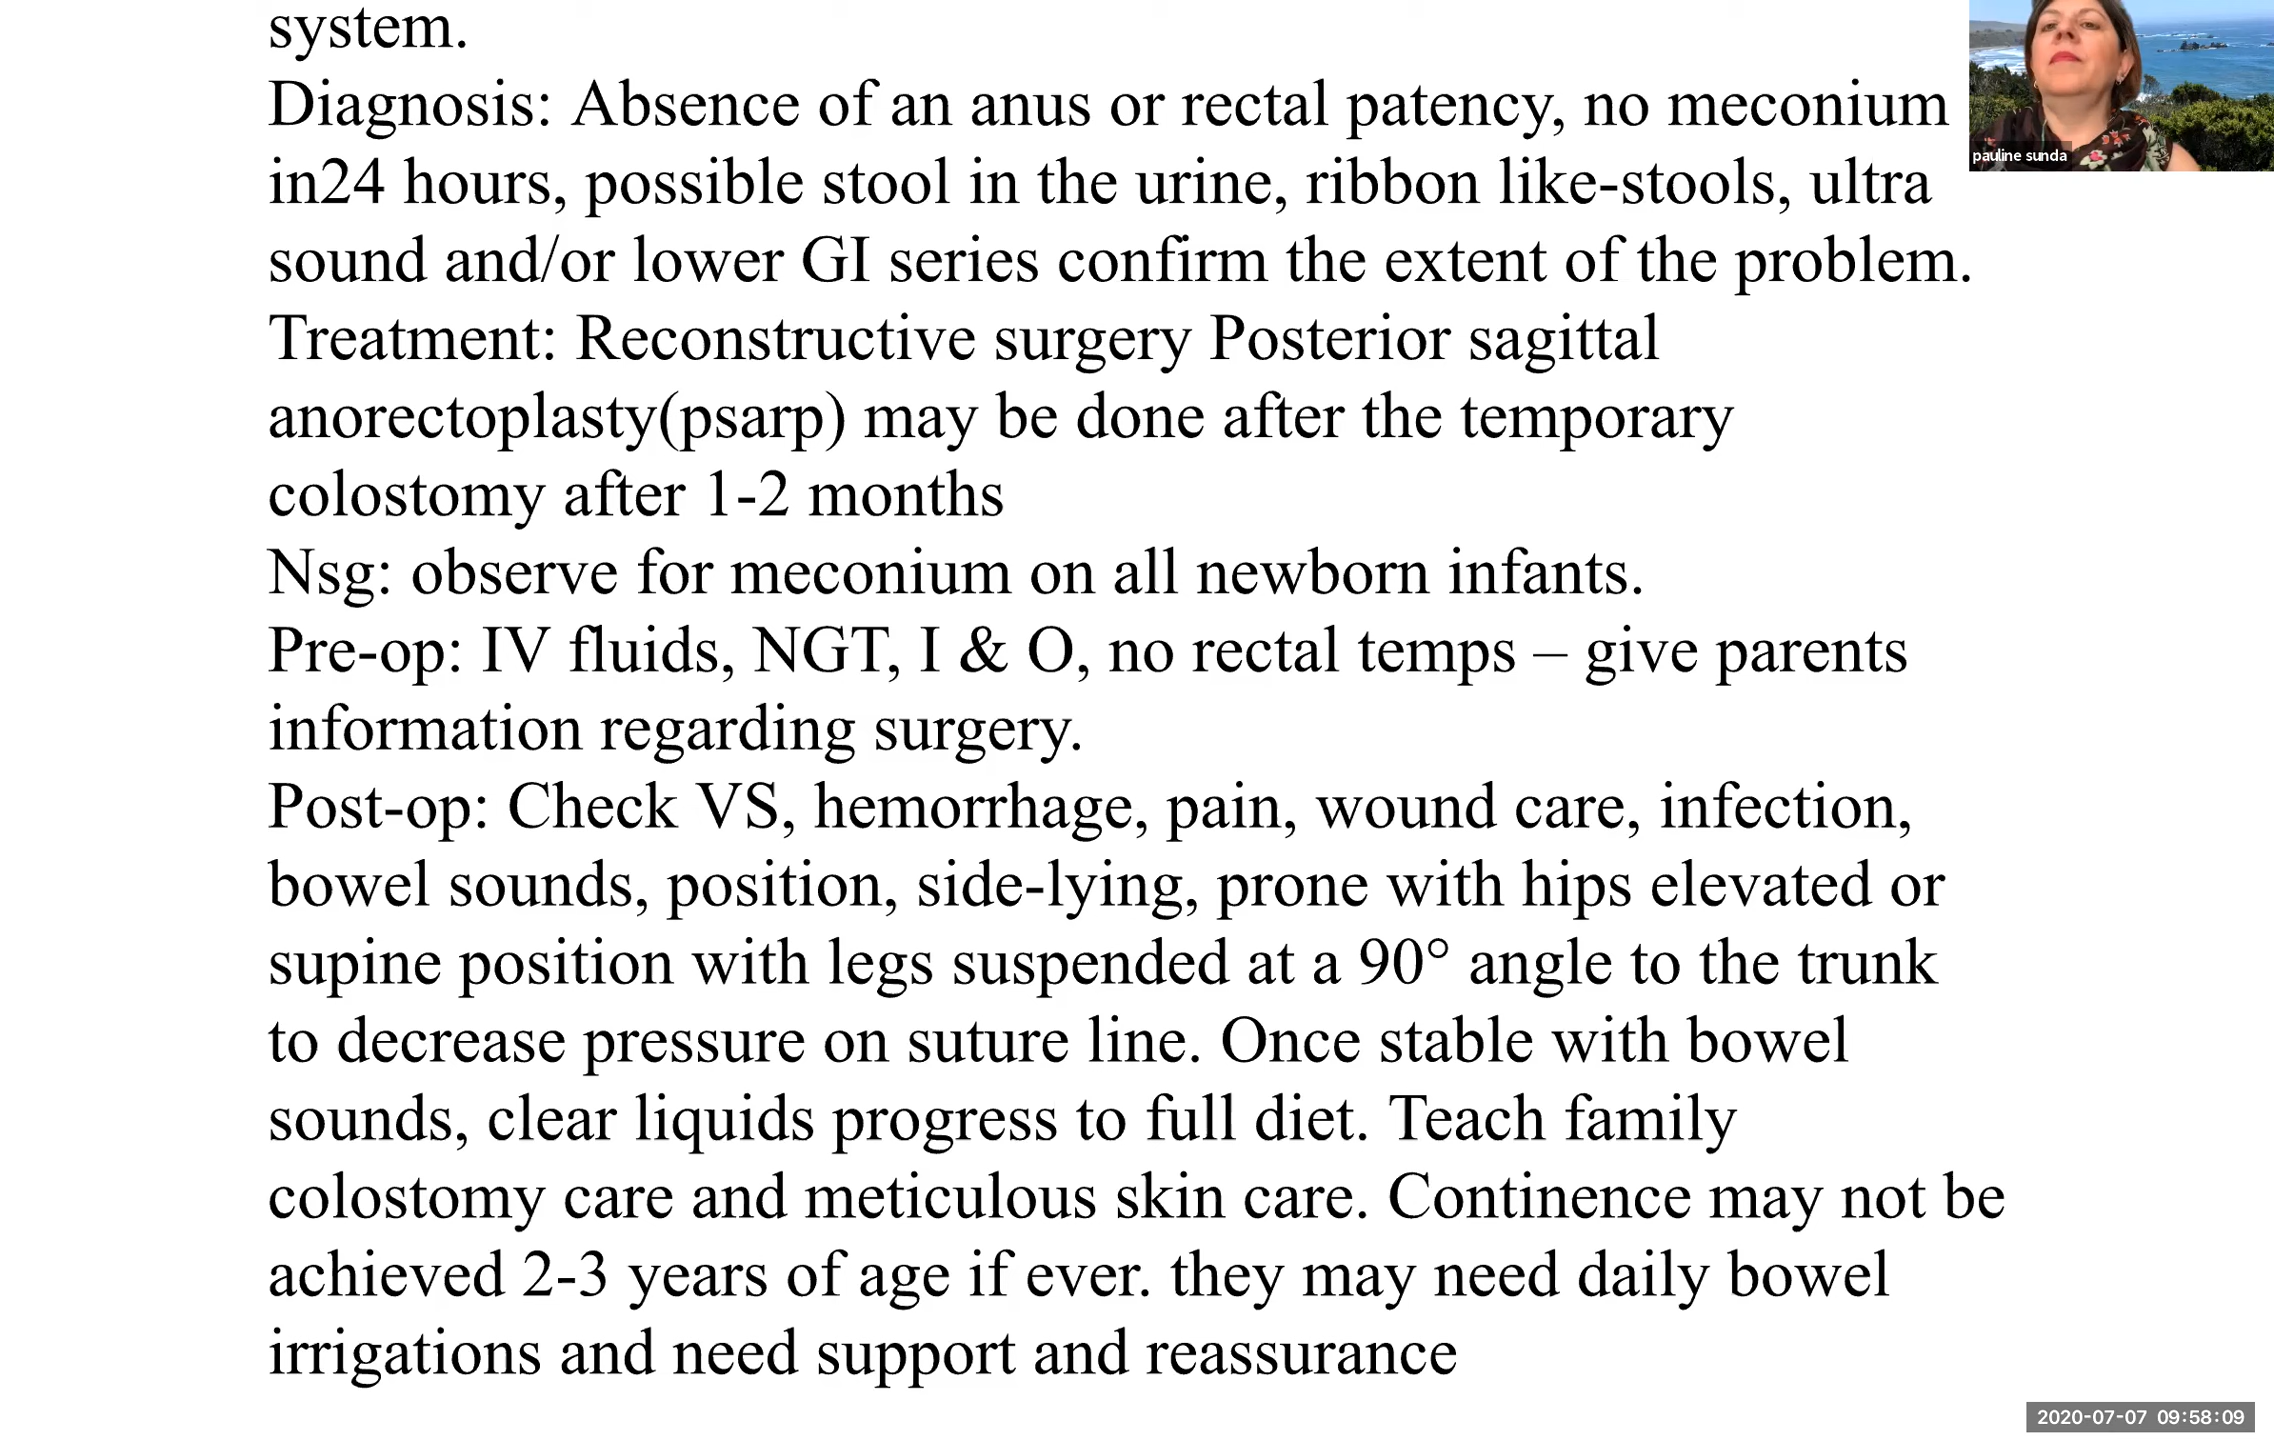 system.
Diagnosis: Absence of an anus or rectal patency, no meconium
in24 hours, possible stool in the urine, ribbon like-stools, ultra
sound and/or lower GI series confirm the extent of the problem.
Treatment: Reconstructive surgery Posterior sagittal
anorectoplasty(psarp) may be done after the temporary
colostomy after 1-2 months
Nsg: observe for meconium on all newborn infants.
Pre-op: IV fluids, NGT, I & O, no rectal temps – give parents
information regarding surgery.
Post-op: Check VS, hemorrhage, pain, wound care, infection,
bowel sounds, position, side-lying, prone with hips elevated or
supine position with legs suspended at a 90° angle to the trunk
to decrease pressure on suture line. Once stable with bowel
sounds, clear liquids progress to full diet. Teach family
colostomy care and meticulous skin care. Continence may not be
achieved 2-3 years of age if ever. they may need daily bowel
irrigations and need support and reassurance
pauline sunda
2020-07-07 09:58:09